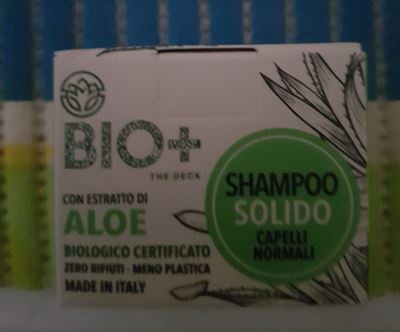 BIO+
THE DECK
CON ESTRATTO DI
ALOE
BIOLOGICO CERTIFICATO
ZERO RIFIUTI - MENO PLASTICA
MADE IN ITALY
SHAMPOO
SOLIDO
CAPELLI
NORMALI